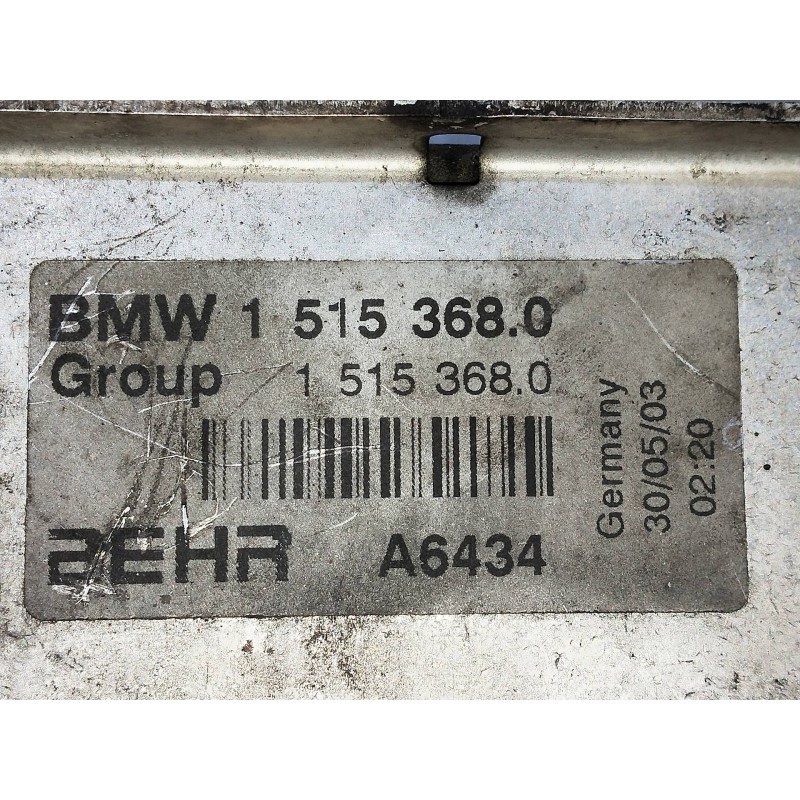 BMW 1 515 368.0
Group 1 515 368.0
BEHR A6434
Germany
30/05/03
02:20